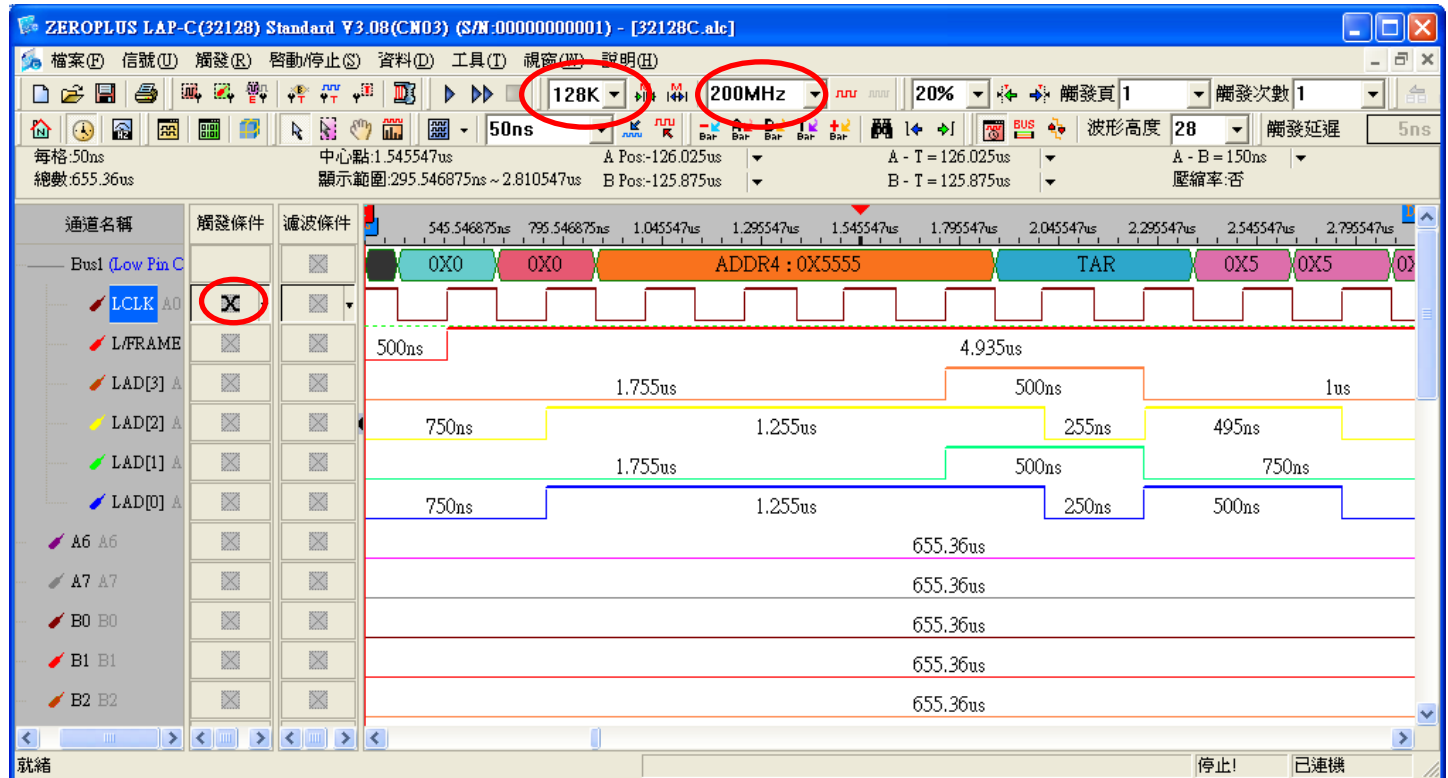 ZEROPLUS LAP-C(32128) Standard V3.08(CN03) (S/N:00000000001) - [32128C.alc]
檔案(F) 信號(U) 觸發(R) 啟動/停止(S) 資料(D) 工具(T) 視窗(W) 說明(H)
128K 200MHz 20% 觸發頁 1 觸發次數 1
50ns Bar Bar Bar Bar Bar BUS 波形高度 28 觸發延遲 5ns
每格:50ns 中心點:1.545547us A Pos:-126.025us A - T = 126.025us A - B = 150ns
總數:655.36us 顯示範圍:295.546875ns ~ 2.810547us B Pos:-125.875us B - T = 125.875us 壓縮率:否
通道名稱 觸發條件 濾波條件 545.546875ns 795.546875ns 1.045547us 1.295547us 1.545547us 1.795547us 2.045547us 2.295547us 2.545547us 2.795547us
Bus1 (Low Pin C 0X0 0X0 ADDR4 : 0X5555 TAR 0X5 0X5 0X
LCLK A0
L/FRAME 500ns 4.935us
LAD[3] A 1.755us 500ns 1us
LAD[2] A 750ns 1.255us 255ns 495ns
LAD[1] A 1.755us 500ns 750ns
LAD[0] A 750ns 1.255us 250ns 500ns
A6 A6 655.36us
A7 A7 655.36us
B0 B0 655.36us
B1 B1 655.36us
B2 B2 655.36us
就緒 停止! 已連機